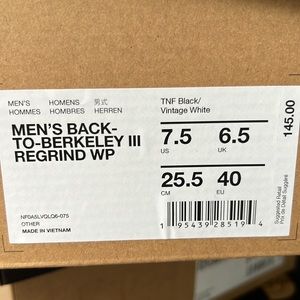 MEN'S HOMENS 男式
HOMMES HOMBRES HERREN
MEN'S BACK-
TO-BERKELEY III
REGRIND WP
NF0A5LVQLQ6-075
OTHER
MADE IN VIETNAM
TNF Black/
Vintage White
7.5 6.5
US UK
25.5 40
CM EU
1 95439 28519 4
145.00
Suggested Retail
Prix de Détail Suggéré